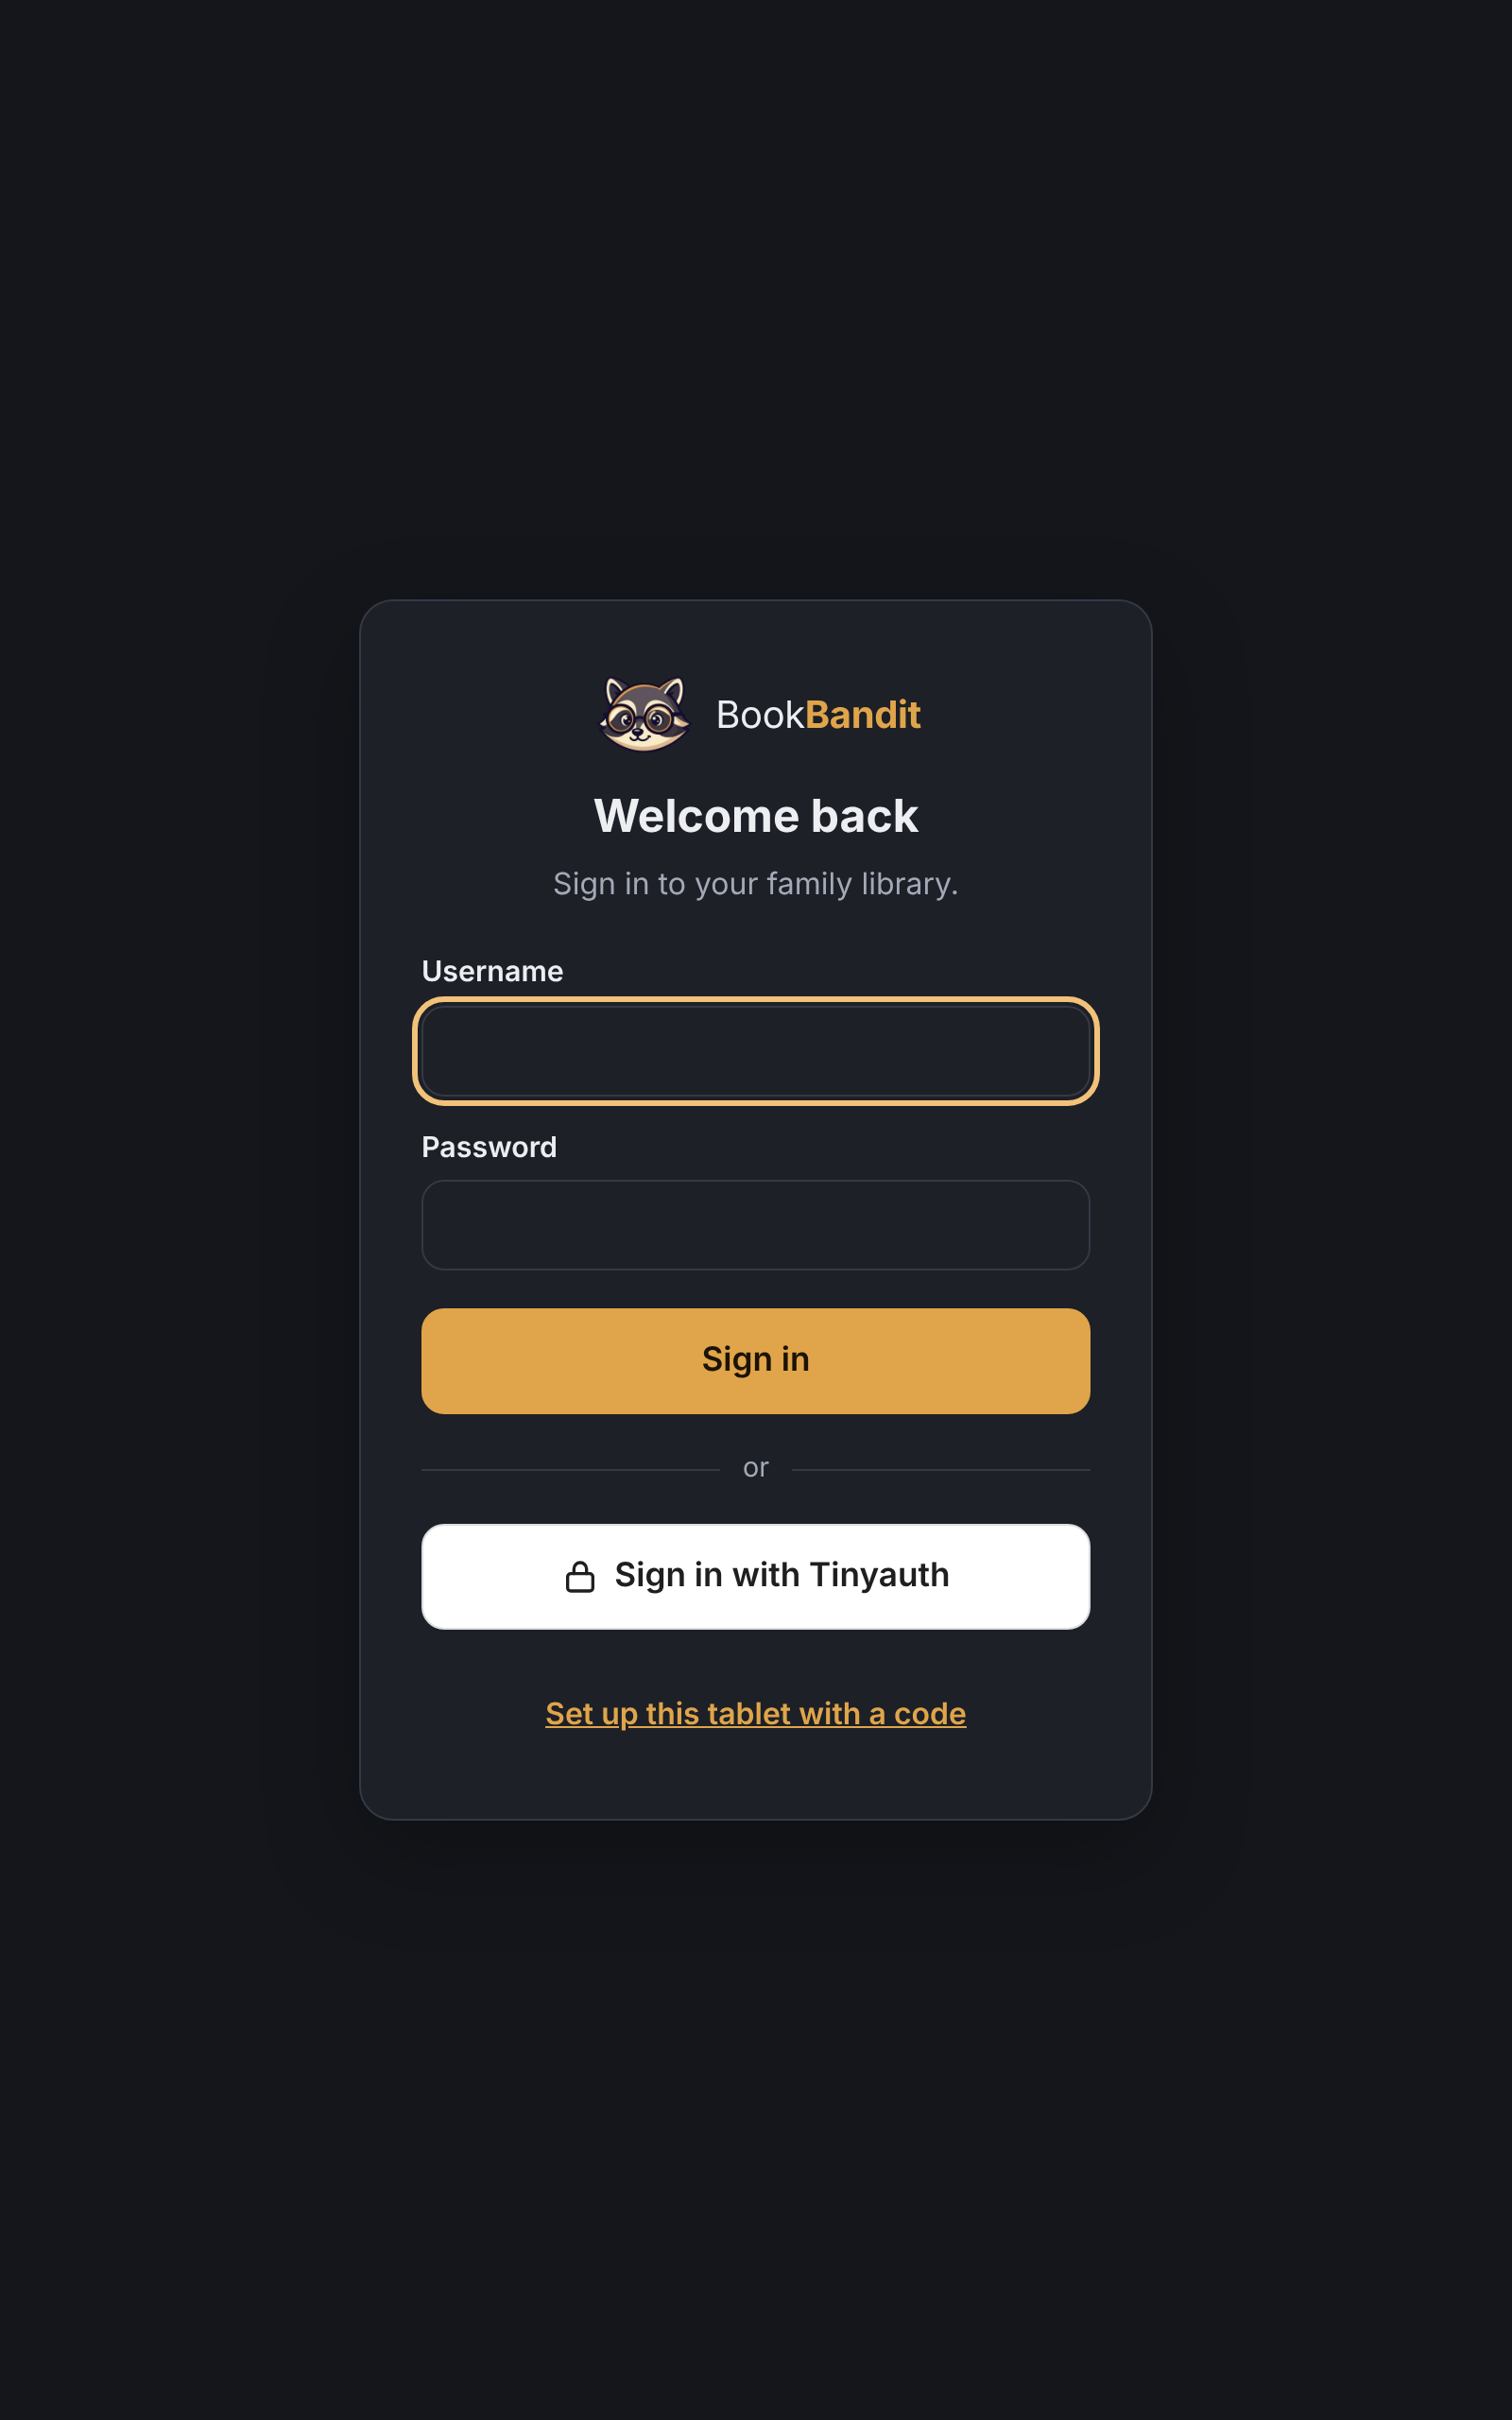 BookBandit
Welcome back
Sign in to your family library.
Username
Password
Sign in
or
Sign in with Tinyauth
Set up this tablet with a code